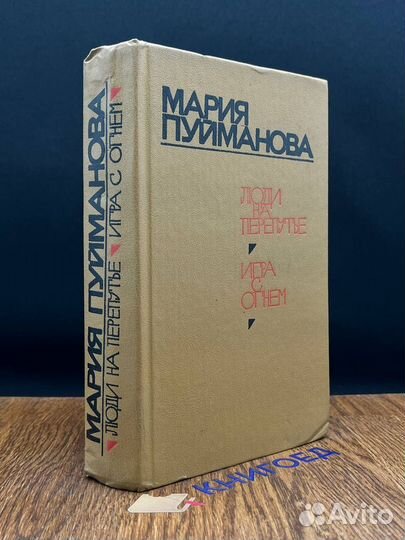 МАРИЯ ПУЙМАНОВА
ЛЮДИ НА ПЕРЕПУТЬЕ ИГРА С ОГНЕМ
МАРИЯ
ПУЙМАНОВА
ЛЮДИ
НА
ПЕРЕПУТЬЕ
ИГРА
С
ОГНЕМ
КНИГОЕД
Avito